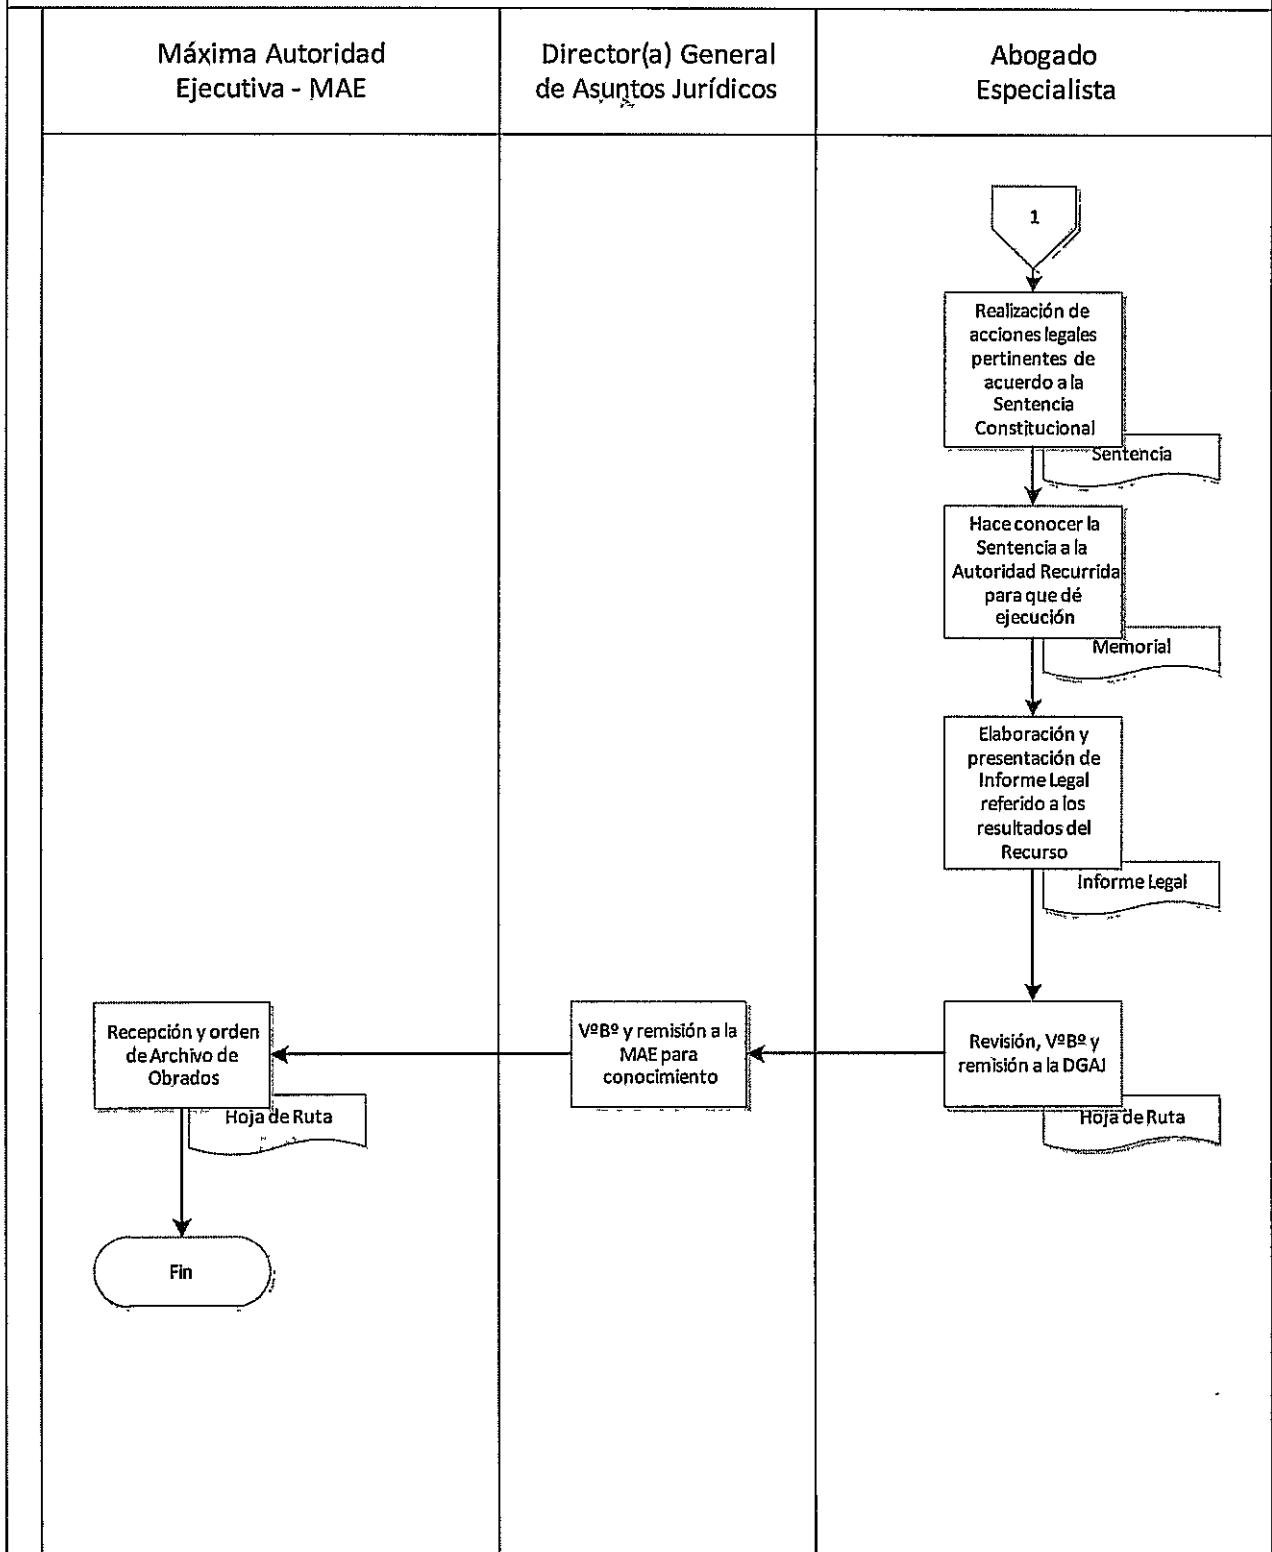 Máxima Autoridad
Ejecutiva - MAE
Director(a) General
de Asuntos Jurídicos
Abogado
Especialista
1
Realización de
acciones legales
pertinentes de
acuerdo a la
Sentencia
Constitucional
Sentencia
Hace conocer la
Sentencia a la
Autoridad Recurrida
para que dé
ejecución
Memorial
Elaboración y
presentación de
Informe Legal
referido a los
resultados del
Recurso
Informe Legal
Recepción y orden
de Archivo de
Obrados
Hoja de Ruta
VºBº y remisión a la
MAE para
conocimiento
Revisión, VºBº y
remisión a la DGAJ
Hoja de Ruta
Fin